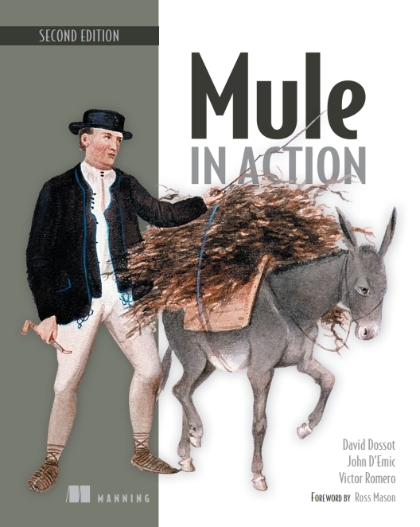 SECOND EDITION
Mule
IN ACTION
David Dossot
John D'Emic
Victor Romero
FOREWORD BY Ross Mason
MANNING